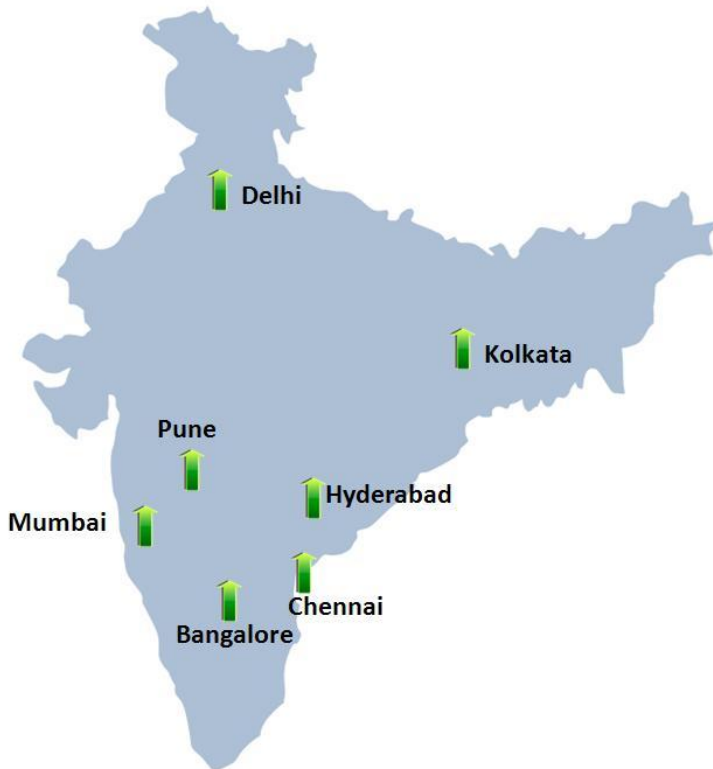 Delhi
Kolkata
Pune
Hyderabad
Mumbai
Chennai
Bangalore